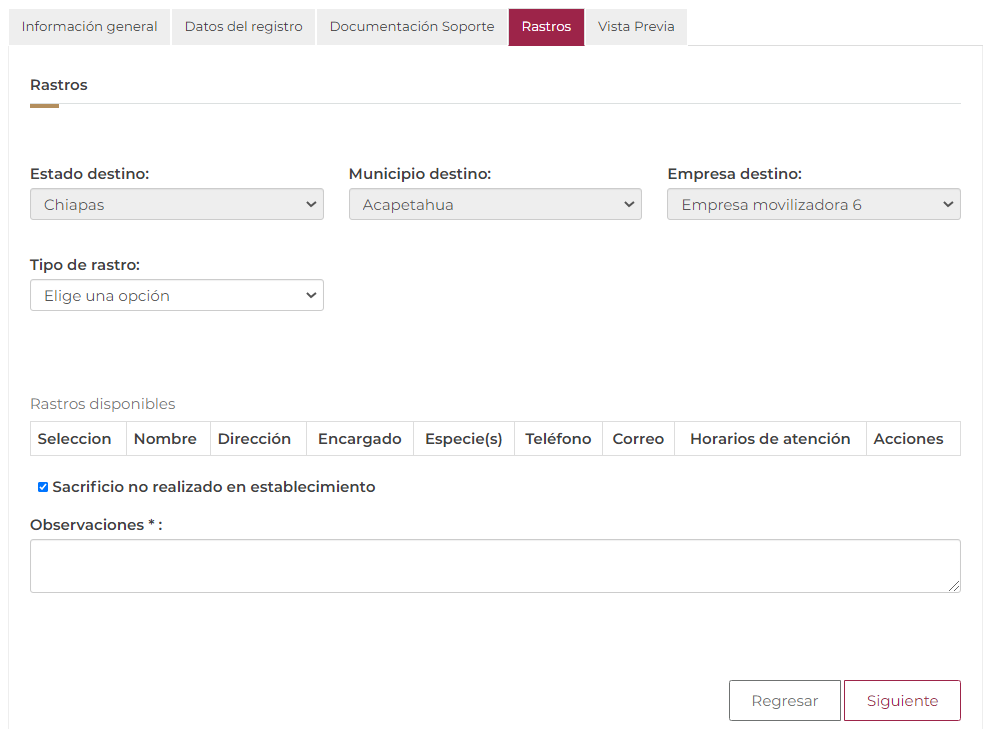 Información general Datos del registro Documentación Soporte Rastros Vista Previa
Rastros
Estado destino: Municipio destino: Empresa destino:
Chiapas Acapetahua Empresa movilizadora 6
Tipo de rastro:
Elige una opción
Rastros disponibles
Seleccion Nombre Dirección Encargado Especie(s) Teléfono Correo Horarios de atención Acciones
Sacrificio no realizado en establecimiento
Observaciones * :
Regresar Siguiente